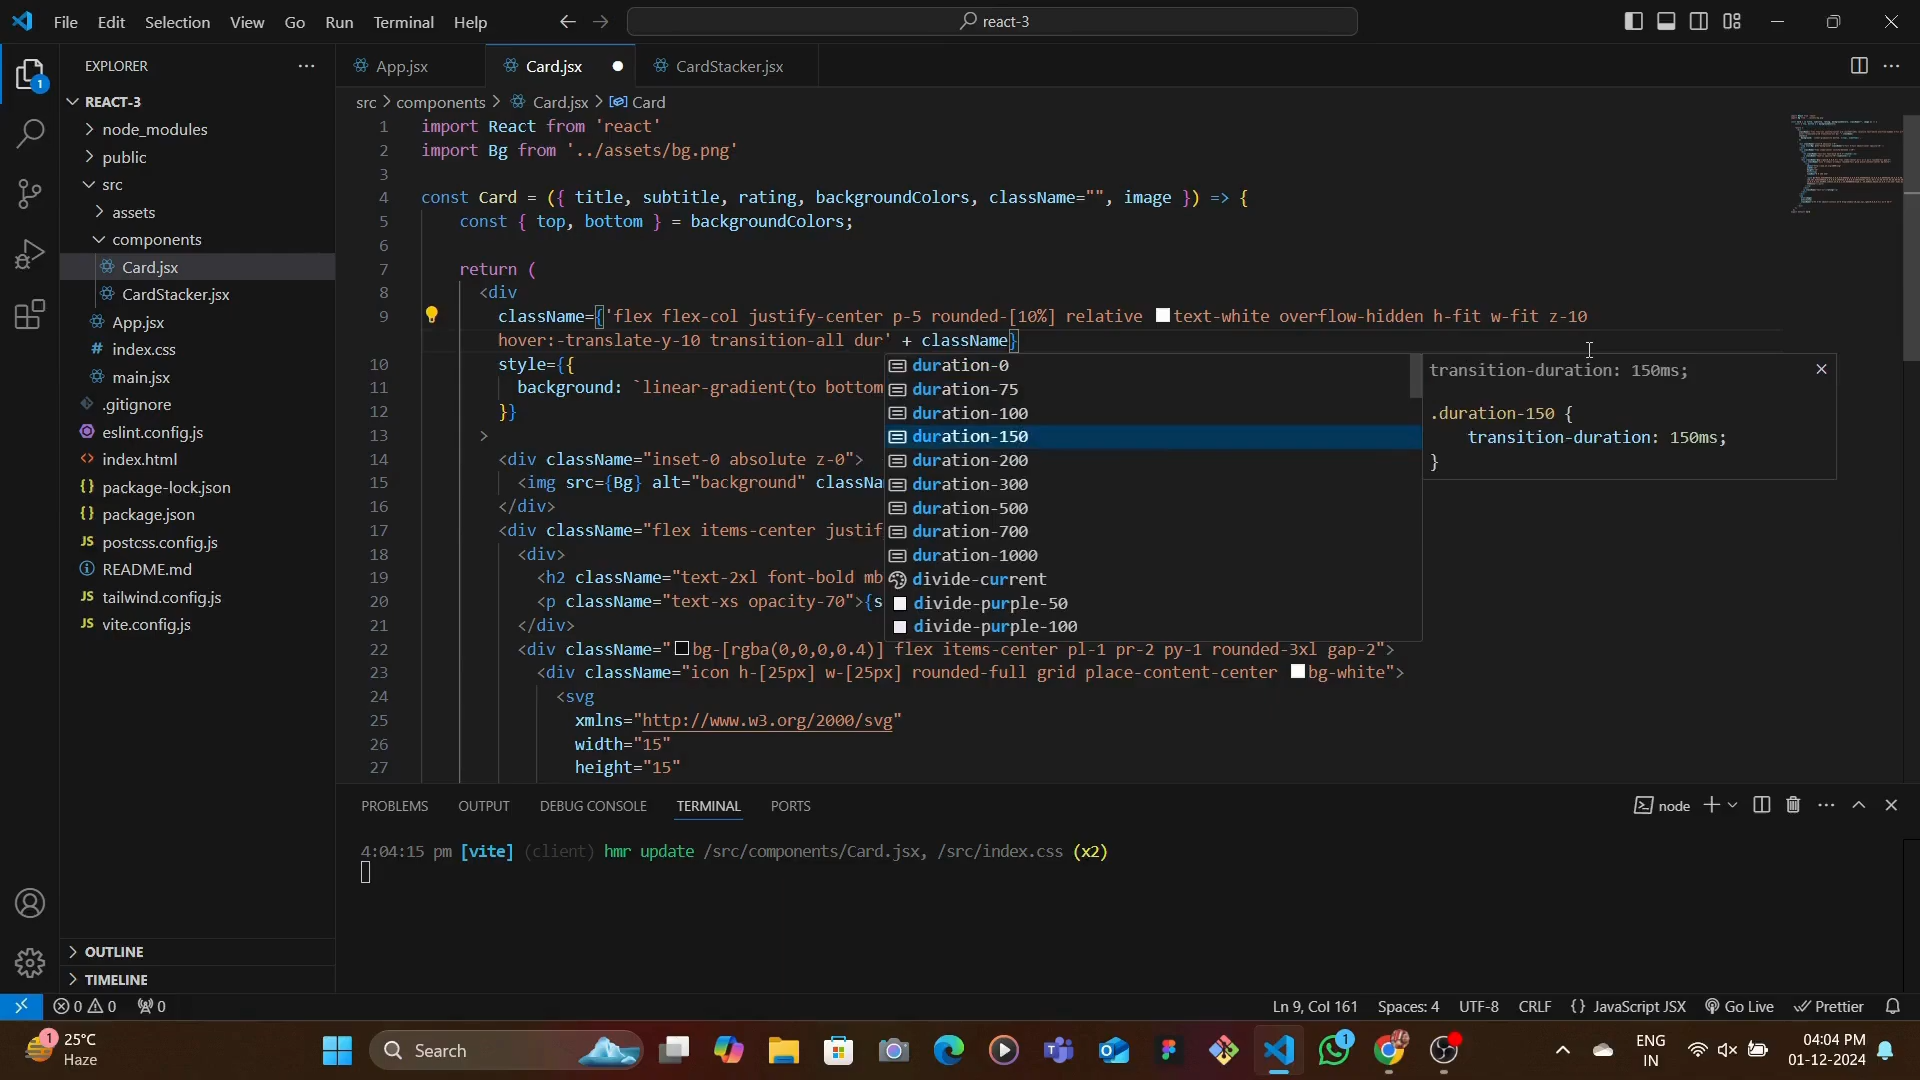 File Edit Selection View Go Run Terminal Help
react-3
EXPLORER
REACT-3
node_modules
public
src
assets
components
Card.jsx
CardStacker.jsx
App.jsx
# index.css
main.jsx
.gitignore
eslint.config.js
<> index.html
{} package-lock.json
{} package.json
JS postcss.config.js
README.md
JS tailwind.config.js
JS vite.config.js
OUTLINE
TIMELINE
App.jsx Card.jsx CardStacker.jsx
src > components > Card.jsx > Card
1 import React from 'react'
2 import Bg from '../assets/bg.png'
3
4 const Card = ({ title, subtitle, rating, backgroundColors, className="", image }) => {
5 const { top, bottom } = backgroundColors;
6
7 return (
8 <div
9 className={'flex flex-col justify-center p-5 rounded-[10%] relative text-white overflow-hidden h-fit w-fit z-10
hover:-translate-y-10 transition-all dur' + className}
10 style={{
11 background: `linear-gradient(to bottom
12 }}
13 >
14 <div className="inset-0 absolute z-0">
15 <img src={Bg} alt="background" classNa
16 </div>
17 <div className="flex items-center justif
18 <div>
19 <h2 className="text-2xl font-bold mb
20 <p className="text-xs opacity-70">{s
21 </div>
22 <div className="bg-[rgba(0,0,0,0.4)] flex items-center pl-1 pr-2 py-1 rounded-3xl gap-2">
23 <div className="icon h-[25px] w-[25px] rounded-full grid place-content-center bg-white">
24 <svg
25 xmlns="http://www.w3.org/2000/svg"
26 width="15"
27 height="15"
duration-0
duration-75
duration-100
duration-150
duration-200
duration-300
duration-500
duration-700
duration-1000
divide-current
divide-purple-50
divide-purple-100
transition-duration: 150ms;
.duration-150 {
transition-duration: 150ms;
}
PROBLEMS OUTPUT DEBUG CONSOLE TERMINAL PORTS
node
4:04:15 pm [vite] (client) hmr update /src/components/Card.jsx, /src/index.css (x2)
0 0 0
Ln 9, Col 161 Spaces: 4 UTF-8 CRLF {} JavaScript JSX Go Live Prettier
25°C
Haze
Search
ENG
IN
04:04 PM
01-12-2024